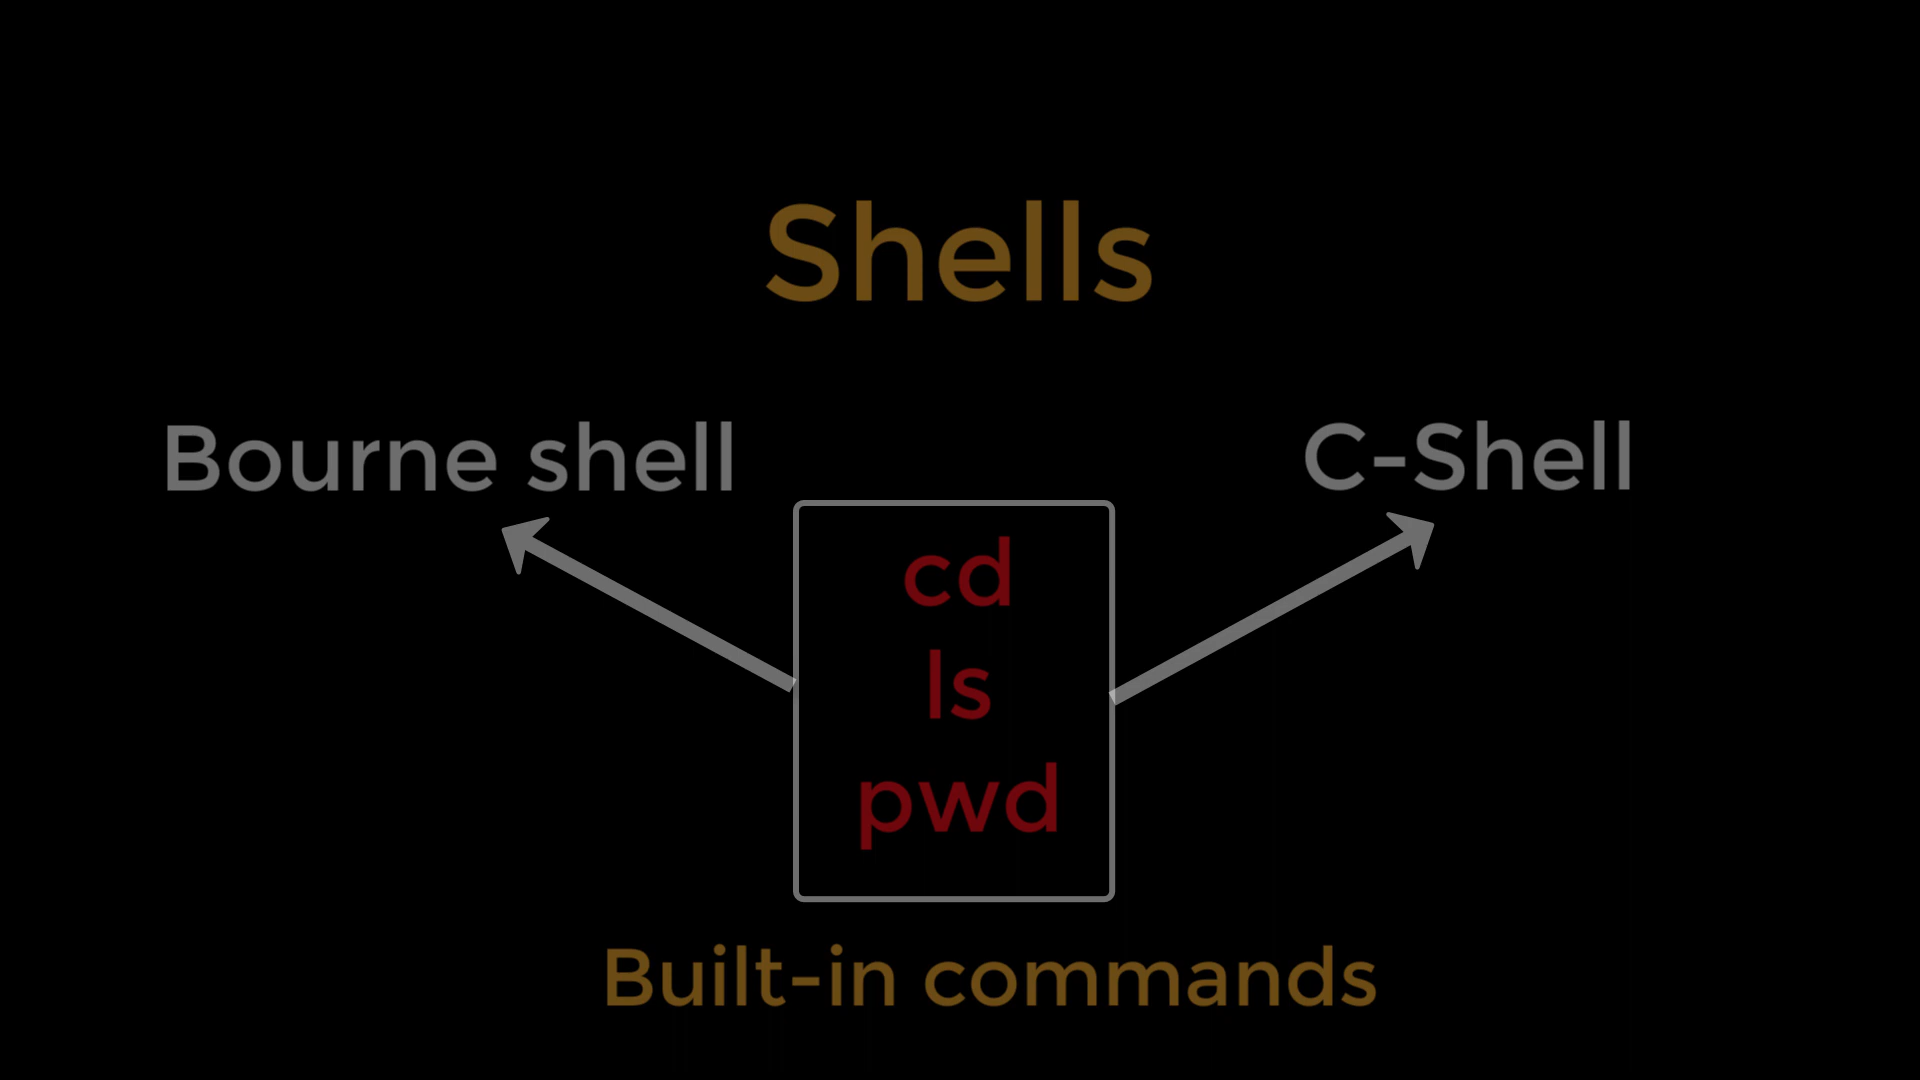 Shells
Bourne shell
C-Shell
cd
ls
pwd
Built-in commands